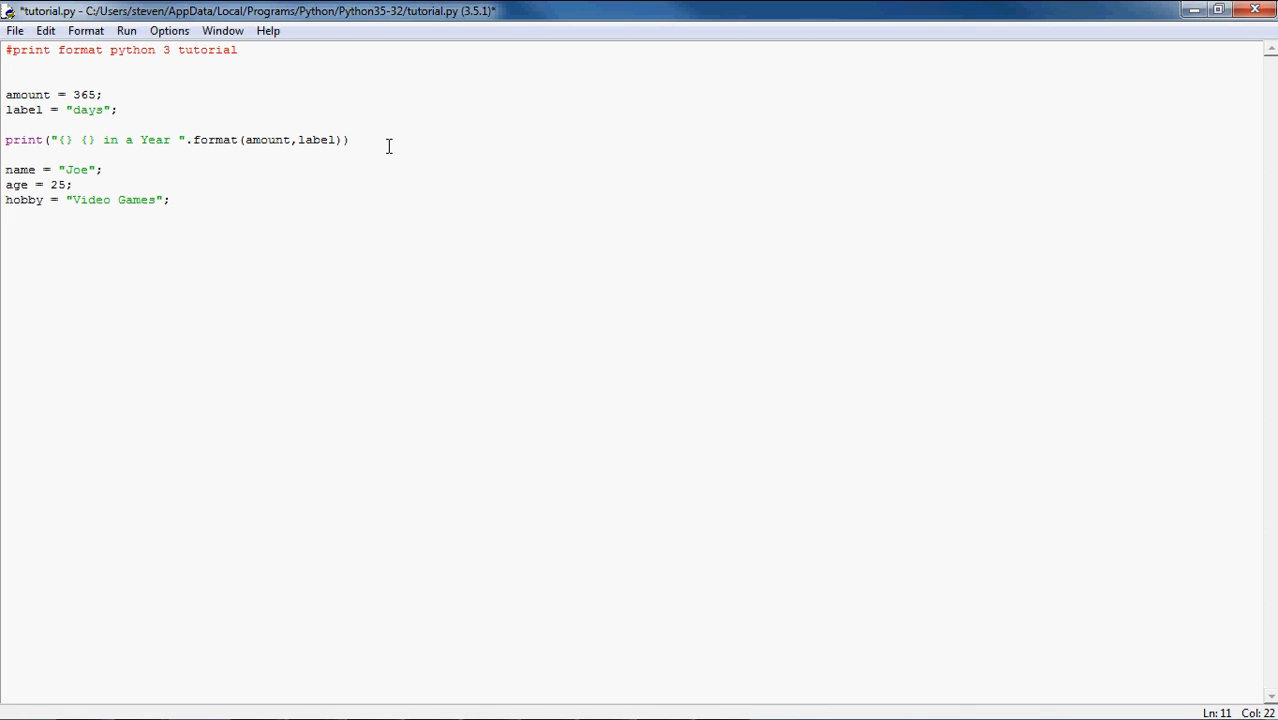 *tutorial.py - C:/Users/steven/AppData/Local/Programs/Python/Python35-32/tutorial.py (3.5.1)*
File Edit Format Run Options Window Help
#print format python 3 tutorial
amount = 365;
label = "days";
print("{} {} in a Year ".format(amount,label))
name = "Joe";
age = 25;
hobby = "Video Games";
Ln: 11 Col: 22